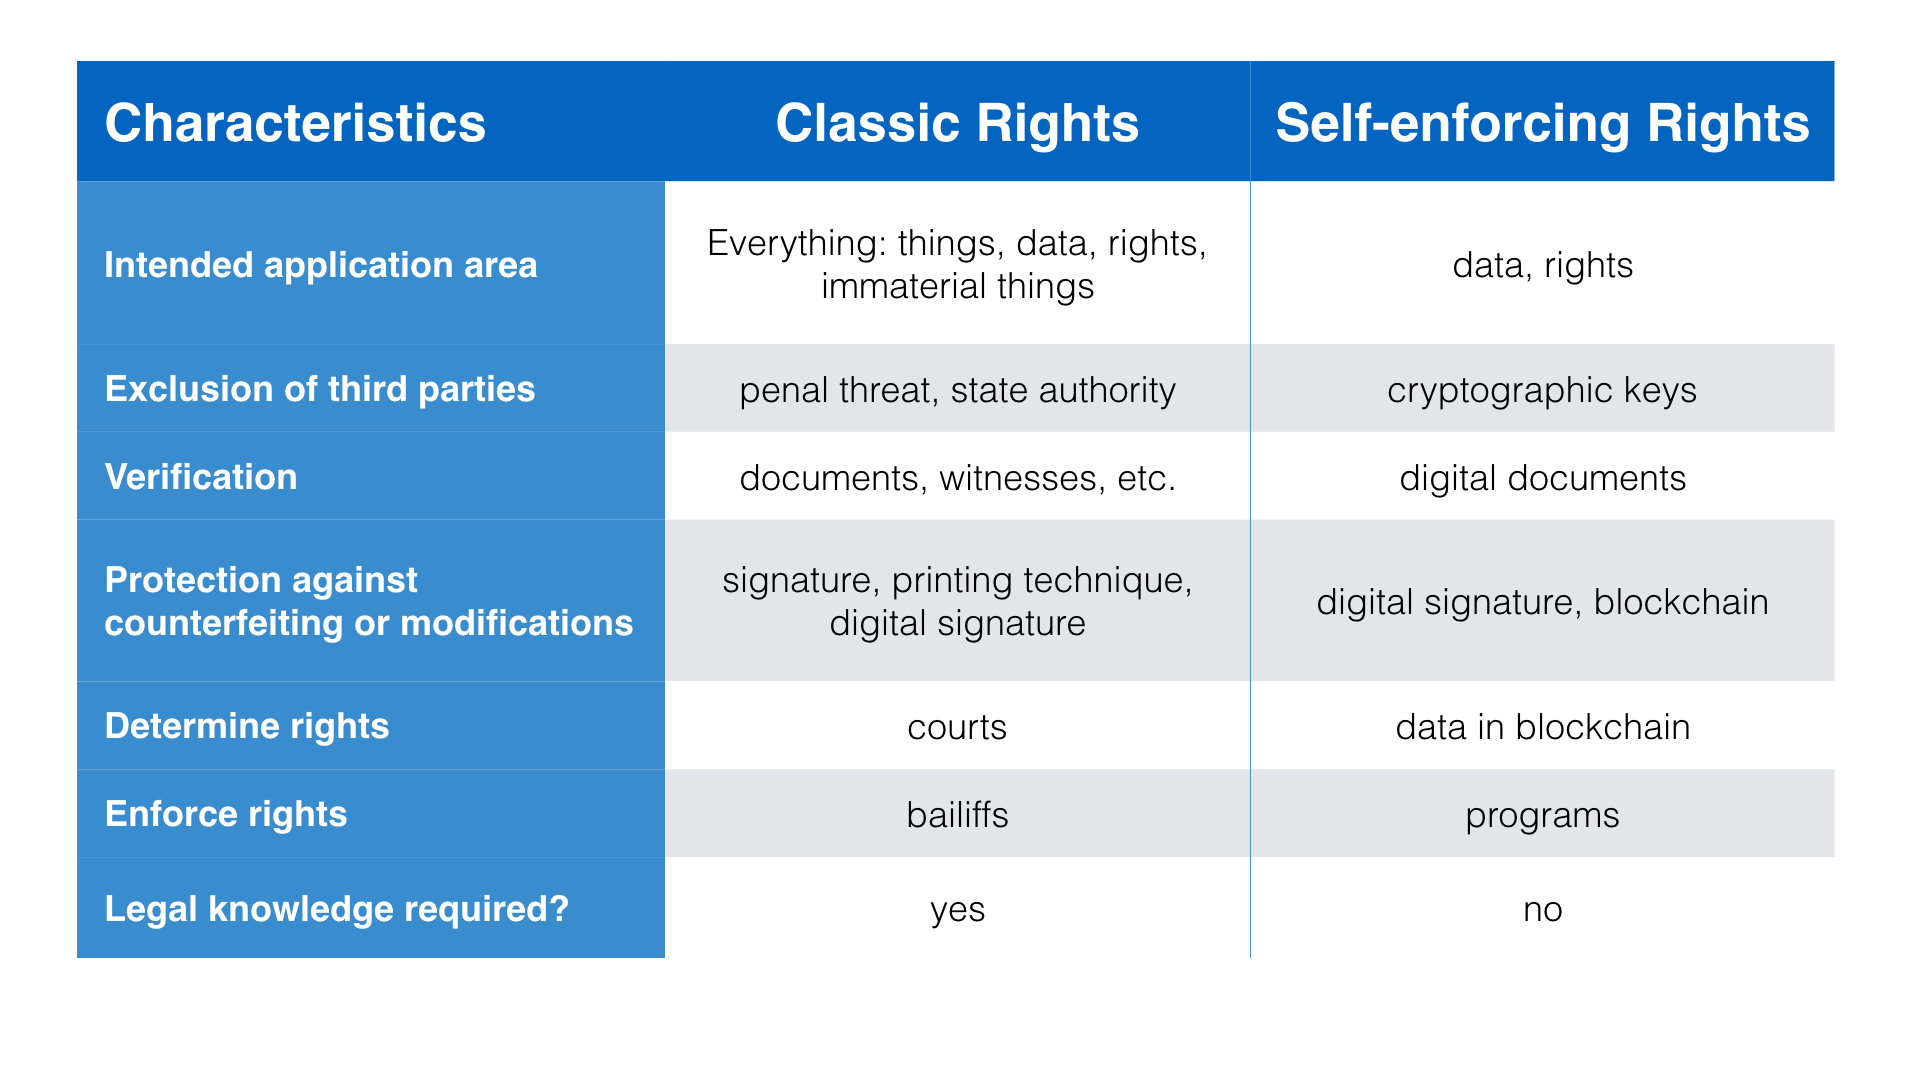 Characteristics
Classic Rights
Self-enforcing Rights
Intended application area
Everything: things, data, rights,
immaterial things
data, rights
Exclusion of third parties
penal threat, state authority
cryptographic keys
Verification
documents, witnesses, etc.
digital documents
Protection against
counterfeiting or modifications
signature, printing technique,
digital signature
digital signature, blockchain
Determine rights
courts
data in blockchain
Enforce rights
bailiffs
programs
Legal knowledge required?
yes
no